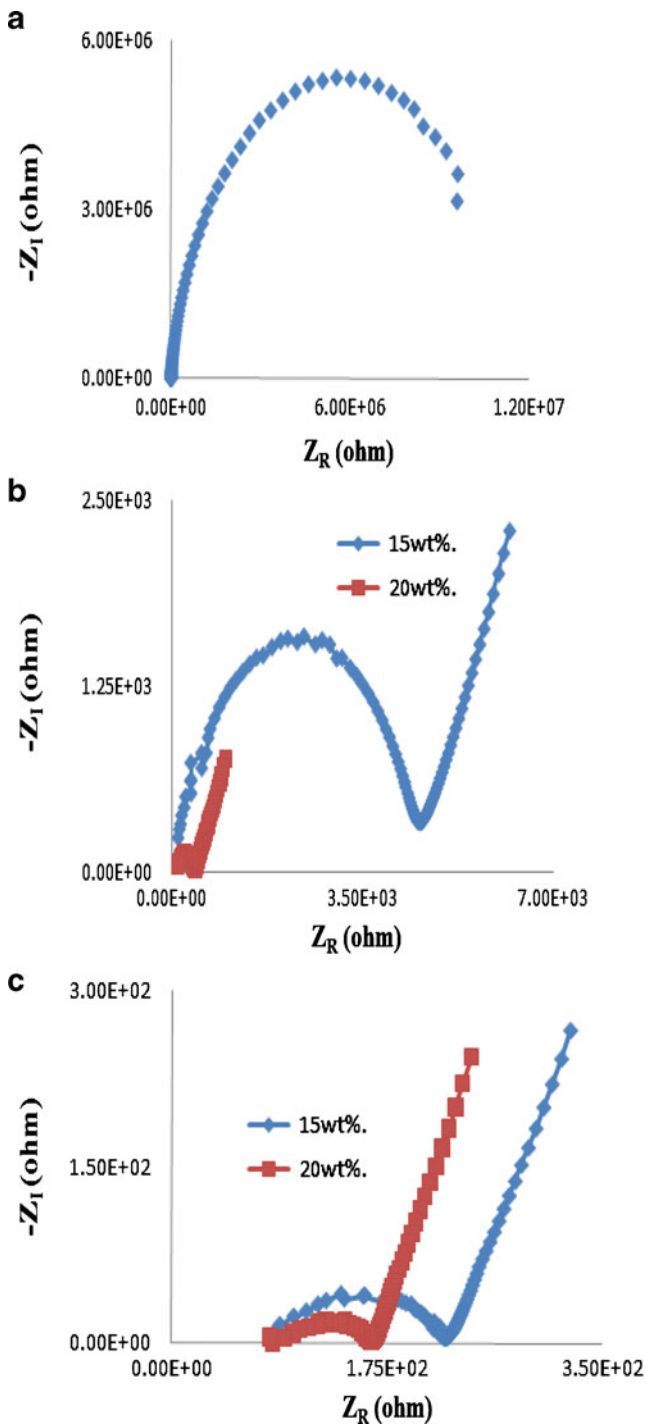 a
6.00E+06
3.00E+06
0.00E+00
-Z_I (ohm)
0.00E+00 6.00E+06 1.20E+07
Z_R (ohm)
b
2.50E+03
1.25E+03
0.00E+00
-Z_I (ohm)
15wt%.
20wt%.
0.00E+00 3.50E+03 7.00E+03
Z_R (ohm)
c
3.00E+02
1.50E+02
0.00E+00
-Z_I (ohm)
15wt%.
20wt%.
0.00E+00 1.75E+02 3.50E+02
Z_R (ohm)